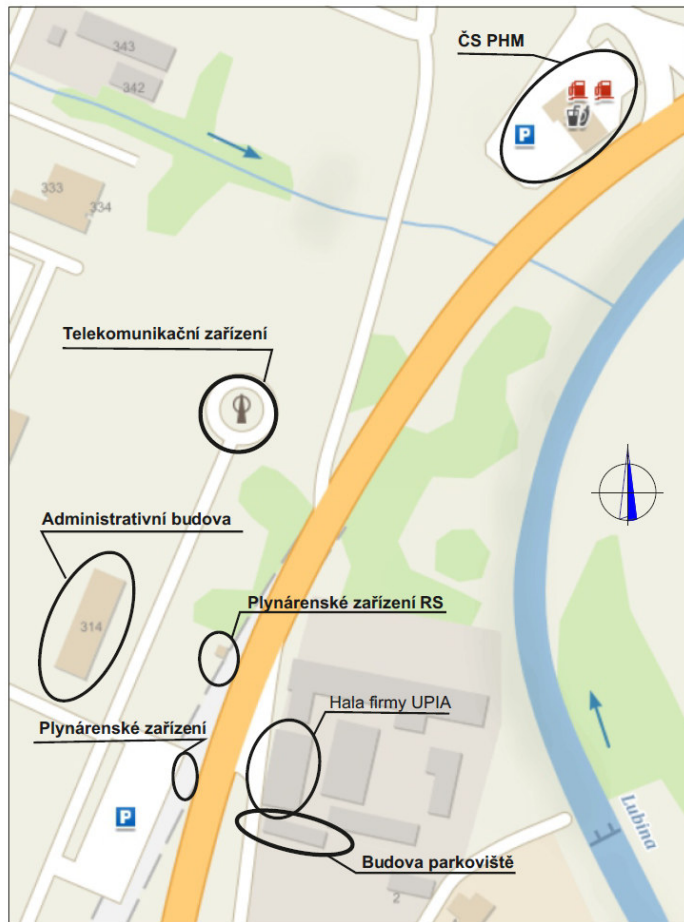 343
342
ČS PHM
P
333
334
Telekomunikační zařízení
Administrativní budova
314
Plynárenské zařízení RS
Hala firmy UPIA
Plynárenské zařízení
P
Lubina
Budova parkoviště
2